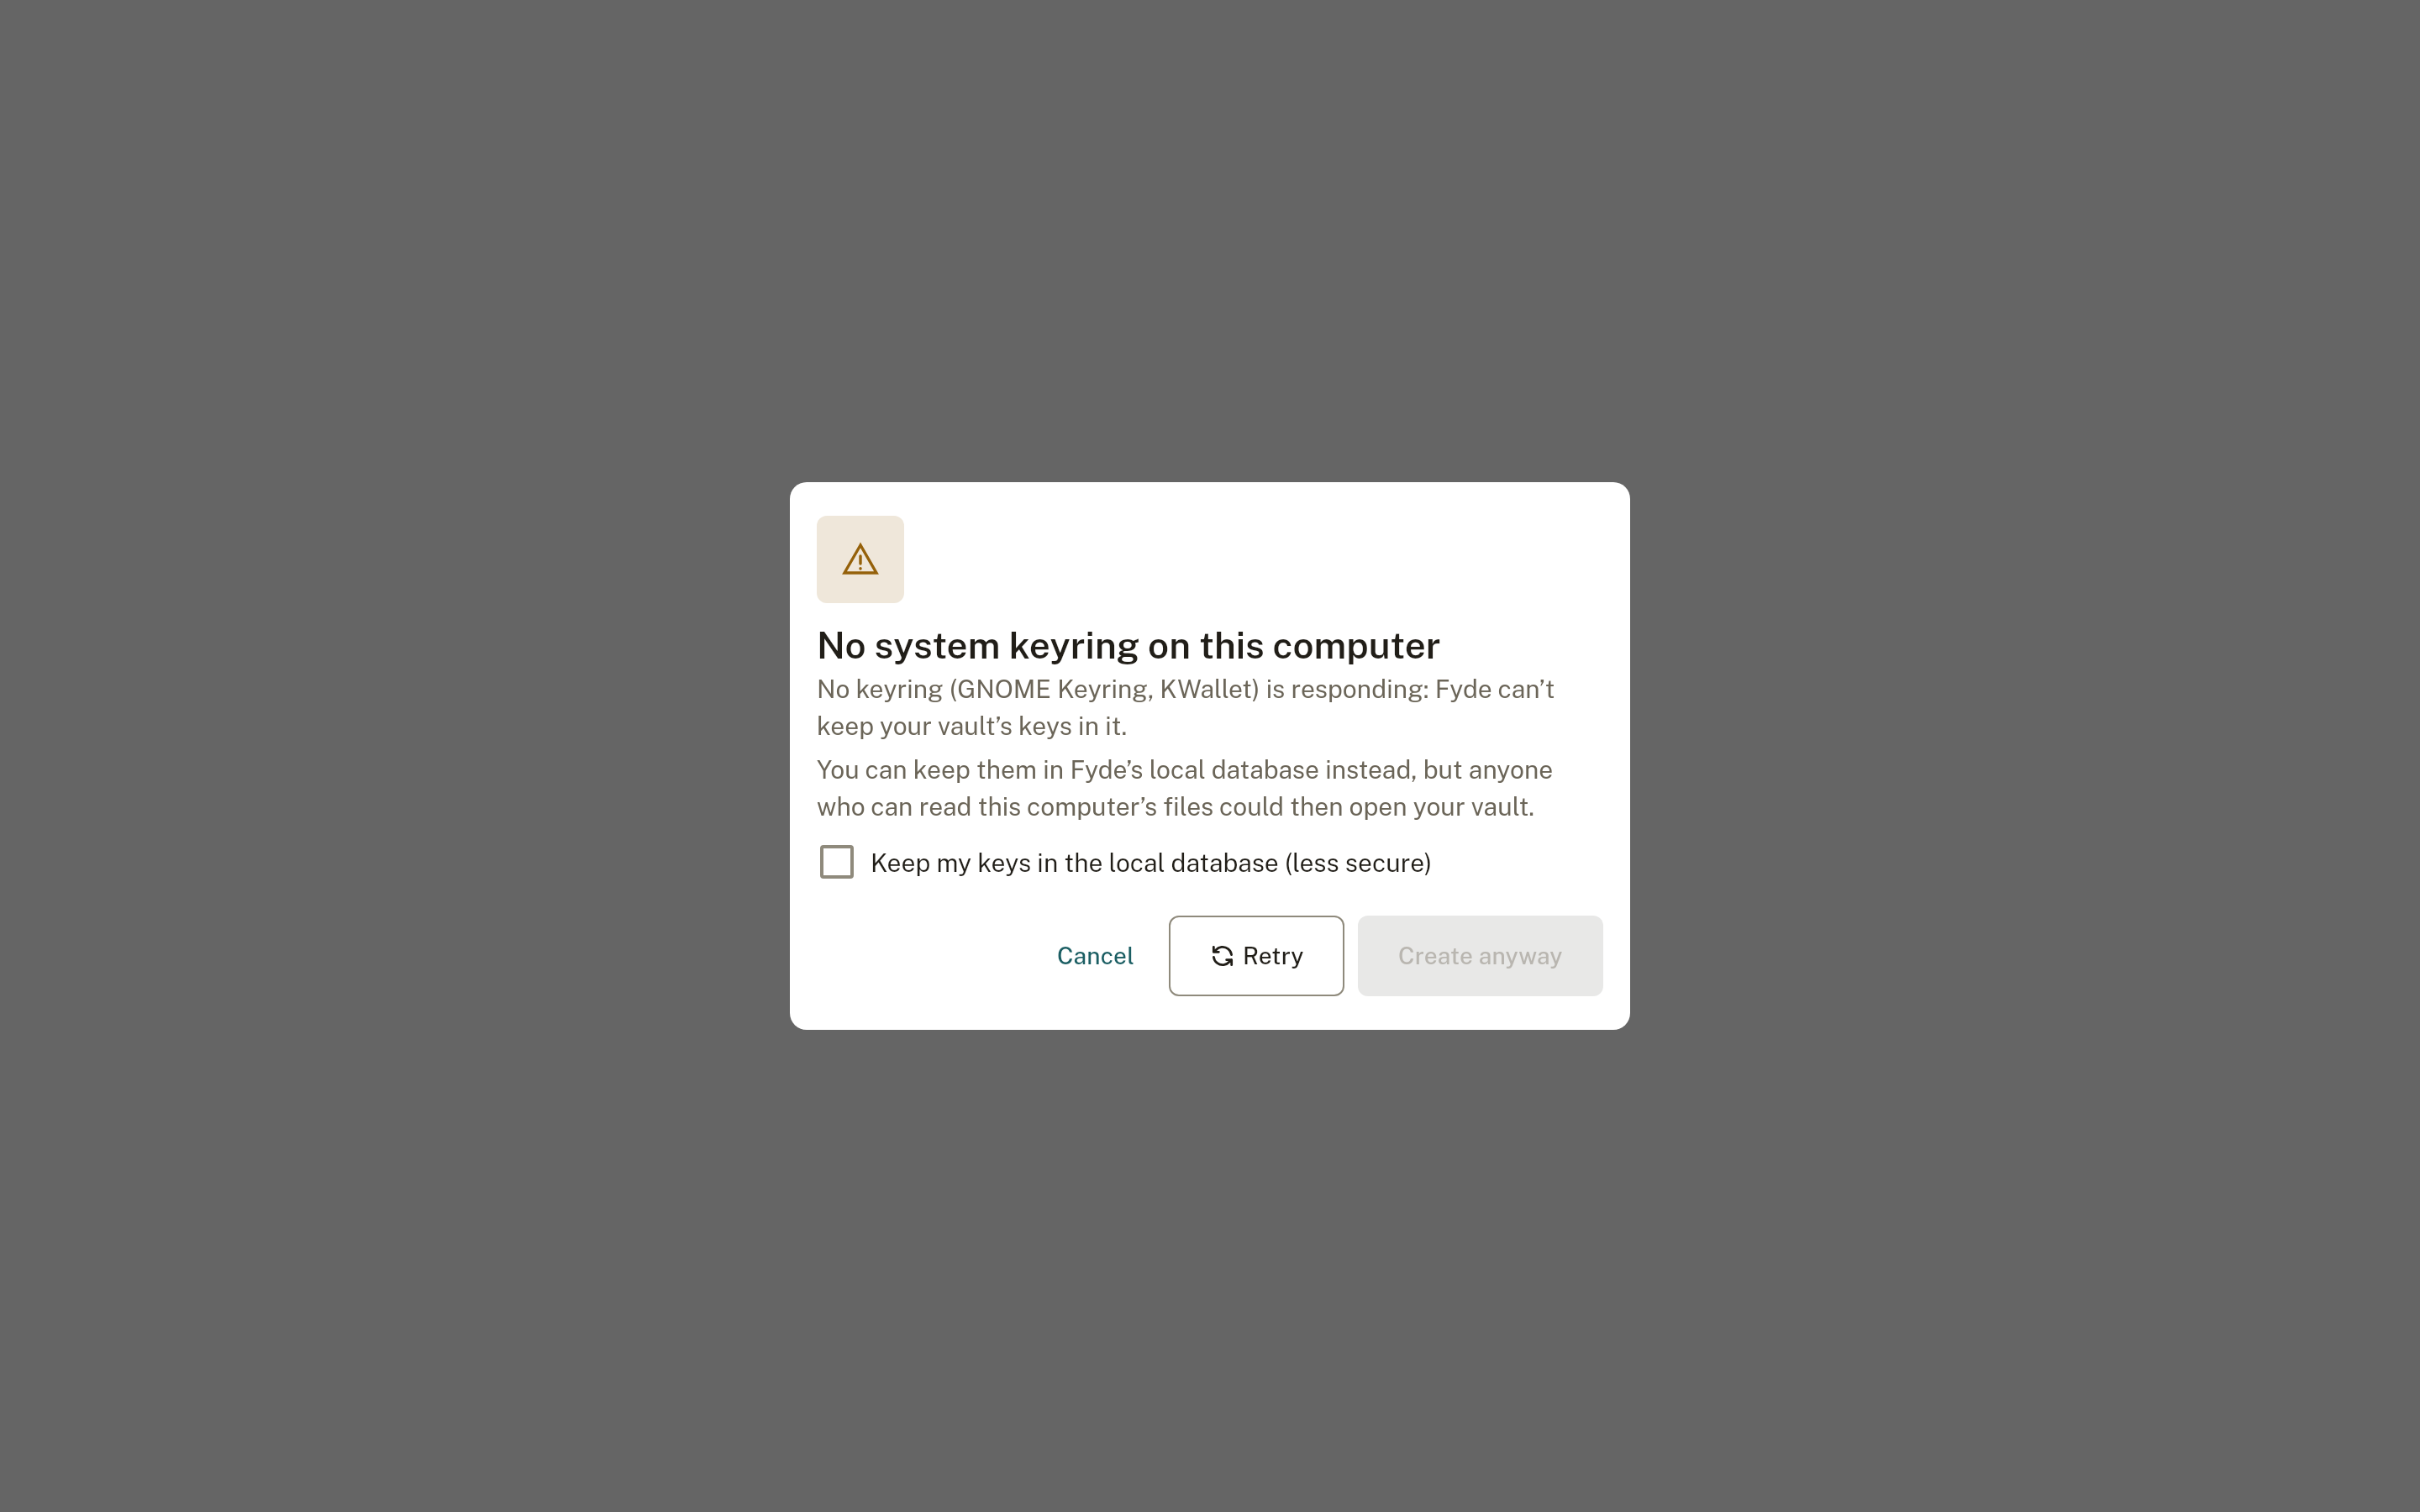 No system keyring on this computer
No keyring (GNOME Keyring, KWallet) is responding: Fyde can’t
keep your vault’s keys in it.
You can keep them in Fyde’s local database instead, but anyone
who can read this computer’s files could then open your vault.
Keep my keys in the local database (less secure)
Cancel
Retry
Create anyway